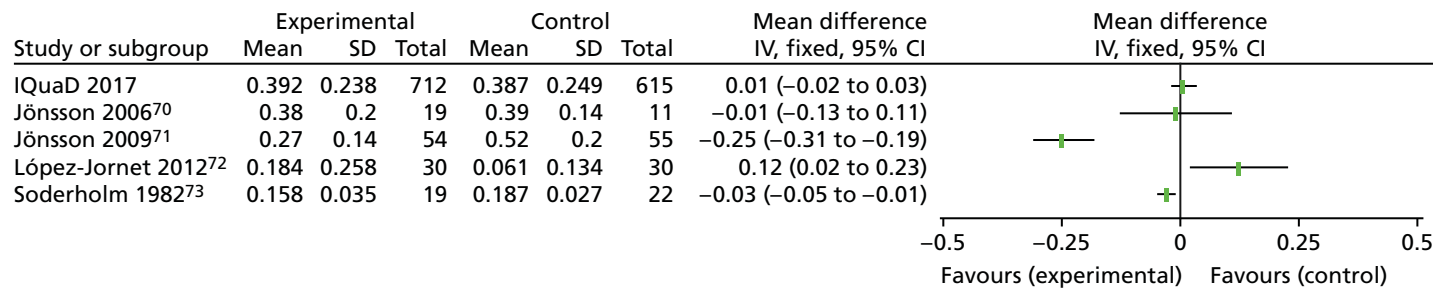 Experimental Control Mean difference Mean difference
Study or subgroup Mean SD Total Mean SD Total IV, fixed, 95% CI IV, fixed, 95% CI
IQuaD 2017 0.392 0.238 712 0.387 0.249 615 0.01 (−0.02 to 0.03)
Jönsson 2006⁷⁰ 0.38 0.2 19 0.39 0.14 11 −0.01 (−0.13 to 0.11)
Jönsson 2009⁷¹ 0.27 0.14 54 0.52 0.2 55 −0.25 (−0.31 to −0.19)
López-Jornet 2012⁷² 0.184 0.258 30 0.061 0.134 30 0.12 (0.02 to 0.23)
Soderholm 1982⁷³ 0.158 0.035 19 0.187 0.027 22 −0.03 (−0.05 to −0.01)
−0.5 −0.25 0 0.25 0.5
Favours (experimental) Favours (control)